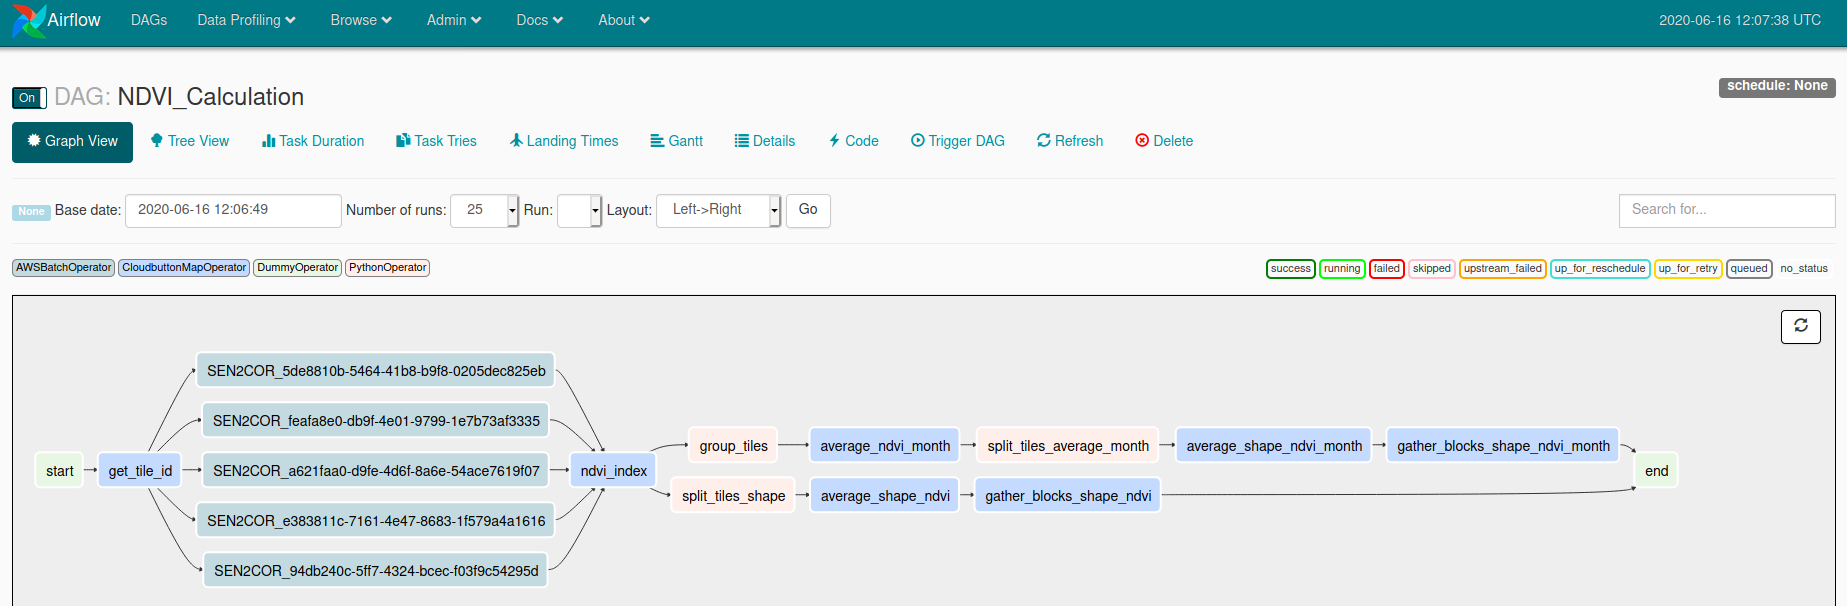 Airflow DAGs Data Profiling Browse Admin Docs About 2020-06-16 12:07:38 UTC
On DAG: NDVI_Calculation schedule: None
Graph View Tree View Task Duration Task Tries Landing Times Gantt Details Code Trigger DAG Refresh Delete
None Base date: 2020-06-16 12:06:49 Number of runs: 25 Run: Layout: Left->Right Go Search for...
AWSBatchOperator CloudbuttonMapOperator DummyOperator PythonOperator success running failed skipped upstream_failed up_for_reschedule up_for_retry queued no_status
SEN2COR_5de8810b-5464-41b8-b9f8-0205dec825eb
SEN2COR_feafa8e0-db9f-4e01-9799-1e7b73af3335
group_tiles average_ndvi_month split_tiles_average_month average_shape_ndvi_month gather_blocks_shape_ndvi_month
start get_tile_id SEN2COR_a621faa0-d9fe-4d6f-8a6e-54ace7619f07 ndvi_index end
split_tiles_shape average_shape_ndvi gather_blocks_shape_ndvi
SEN2COR_e383811c-7161-4e47-8683-1f579a4a1616
SEN2COR_94db240c-5ff7-4324-bcec-f03f9c54295d